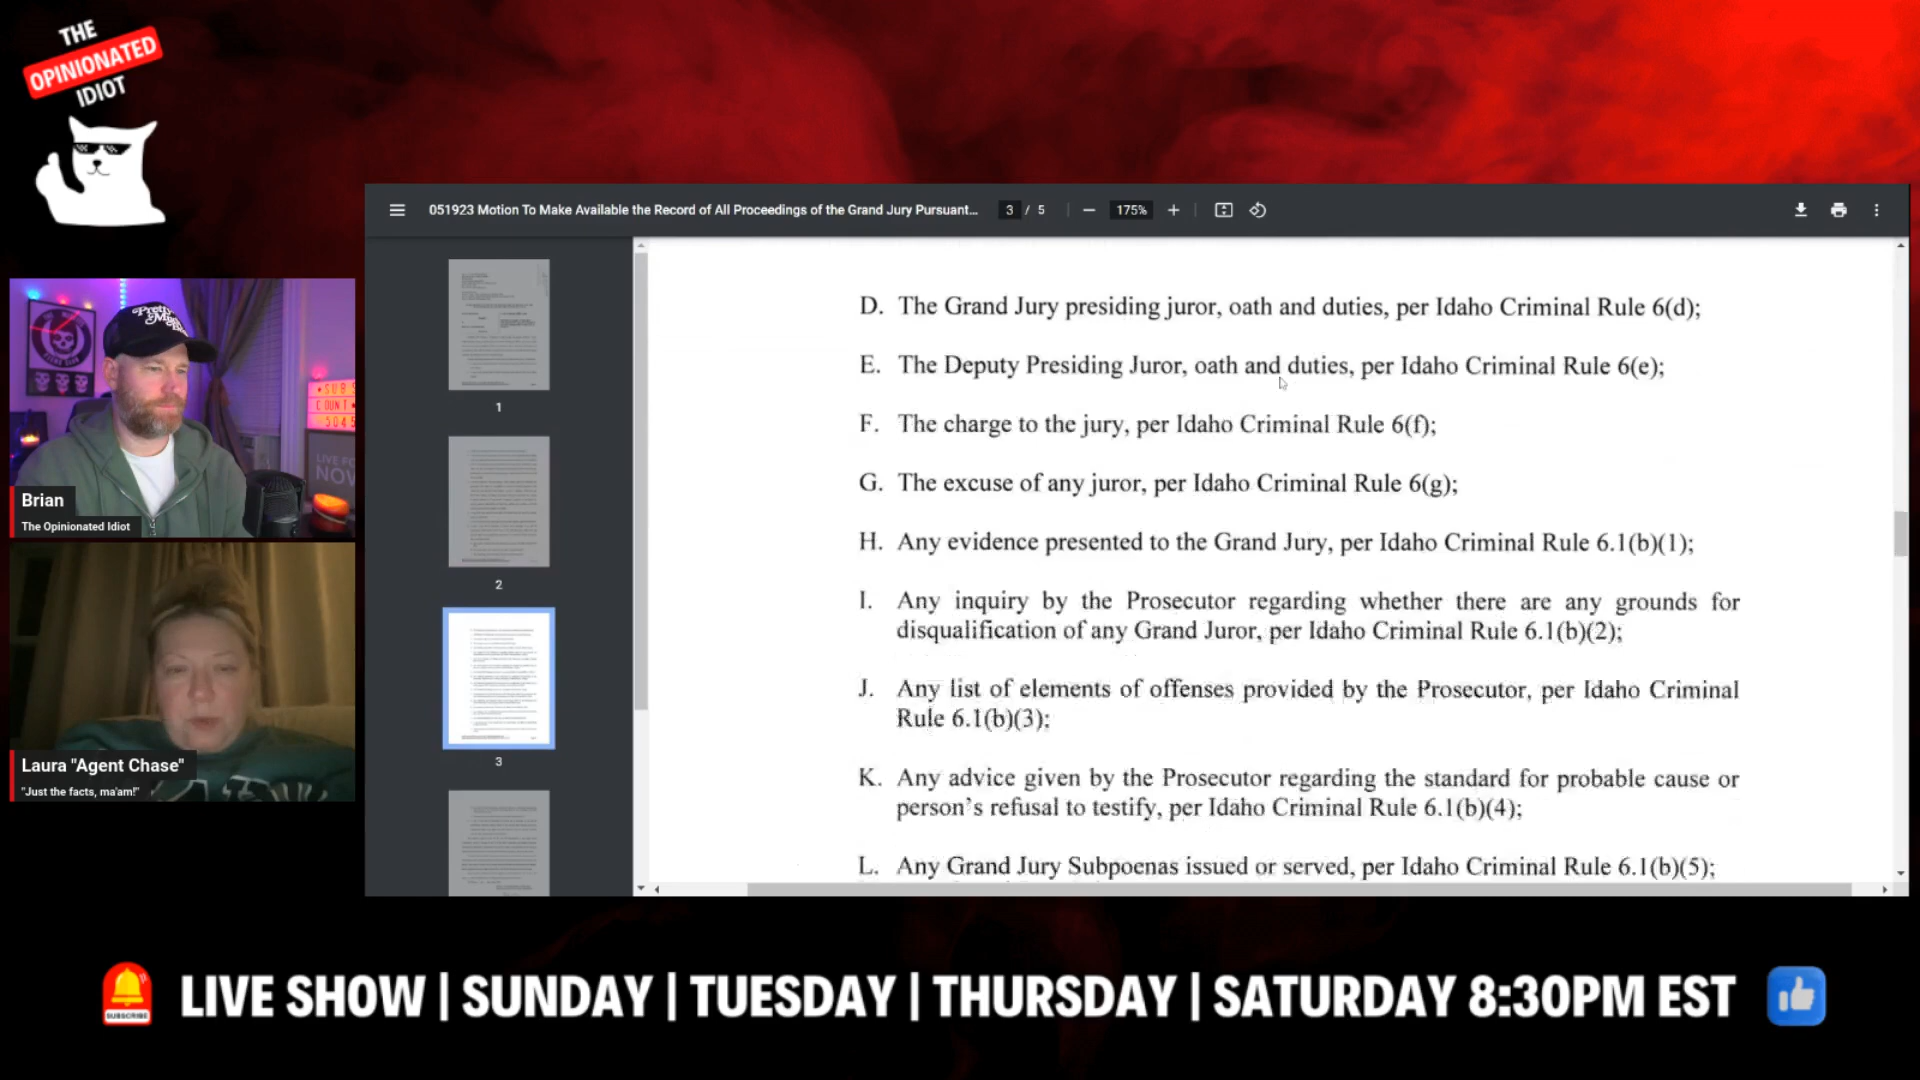 THE
OPINIONATED
IDIOT
051923 Motion To Make Available the Record of All Proceedings of the Grand Jury Pursuant...
3 / 5
175%
1
2
3
D. The Grand Jury presiding juror, oath and duties, per Idaho Criminal Rule 6(d);
E. The Deputy Presiding Juror, oath and duties, per Idaho Criminal Rule 6(e);
F. The charge to the jury, per Idaho Criminal Rule 6(f);
G. The excuse of any juror, per Idaho Criminal Rule 6(g);
H. Any evidence presented to the Grand Jury, per Idaho Criminal Rule 6.1(b)(1);
I. Any inquiry by the Prosecutor regarding whether there are any grounds for
disqualification of any Grand Juror, per Idaho Criminal Rule 6.1(b)(2);
J. Any list of elements of offenses provided by the Prosecutor, per Idaho Criminal
Rule 6.1(b)(3);
K. Any advice given by the Prosecutor regarding the standard for probable cause or
person's refusal to testify, per Idaho Criminal Rule 6.1(b)(4);
L. Any Grand Jury Subpoenas issued or served, per Idaho Criminal Rule 6.1(b)(5);
Pretty
SUB
COUNT
5045
LIVE FO
NOW
Brian
The Opinionated Idiot
Laura "Agent Chase"
"Just the facts, ma'am!"
SUBSCRIBE
LIVE SHOW | SUNDAY | TUESDAY | THURSDAY | SATURDAY 8:30PM EST